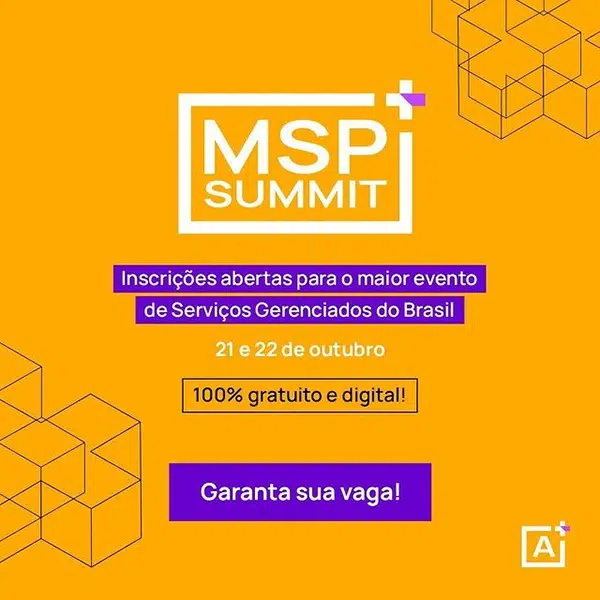 MSP
SUMMIT
Inscrições abertas para o maior evento
de Serviços Gerenciados do Brasil
21 e 22 de outubro
100% gratuito e digital!
Garanta sua vaga!
A